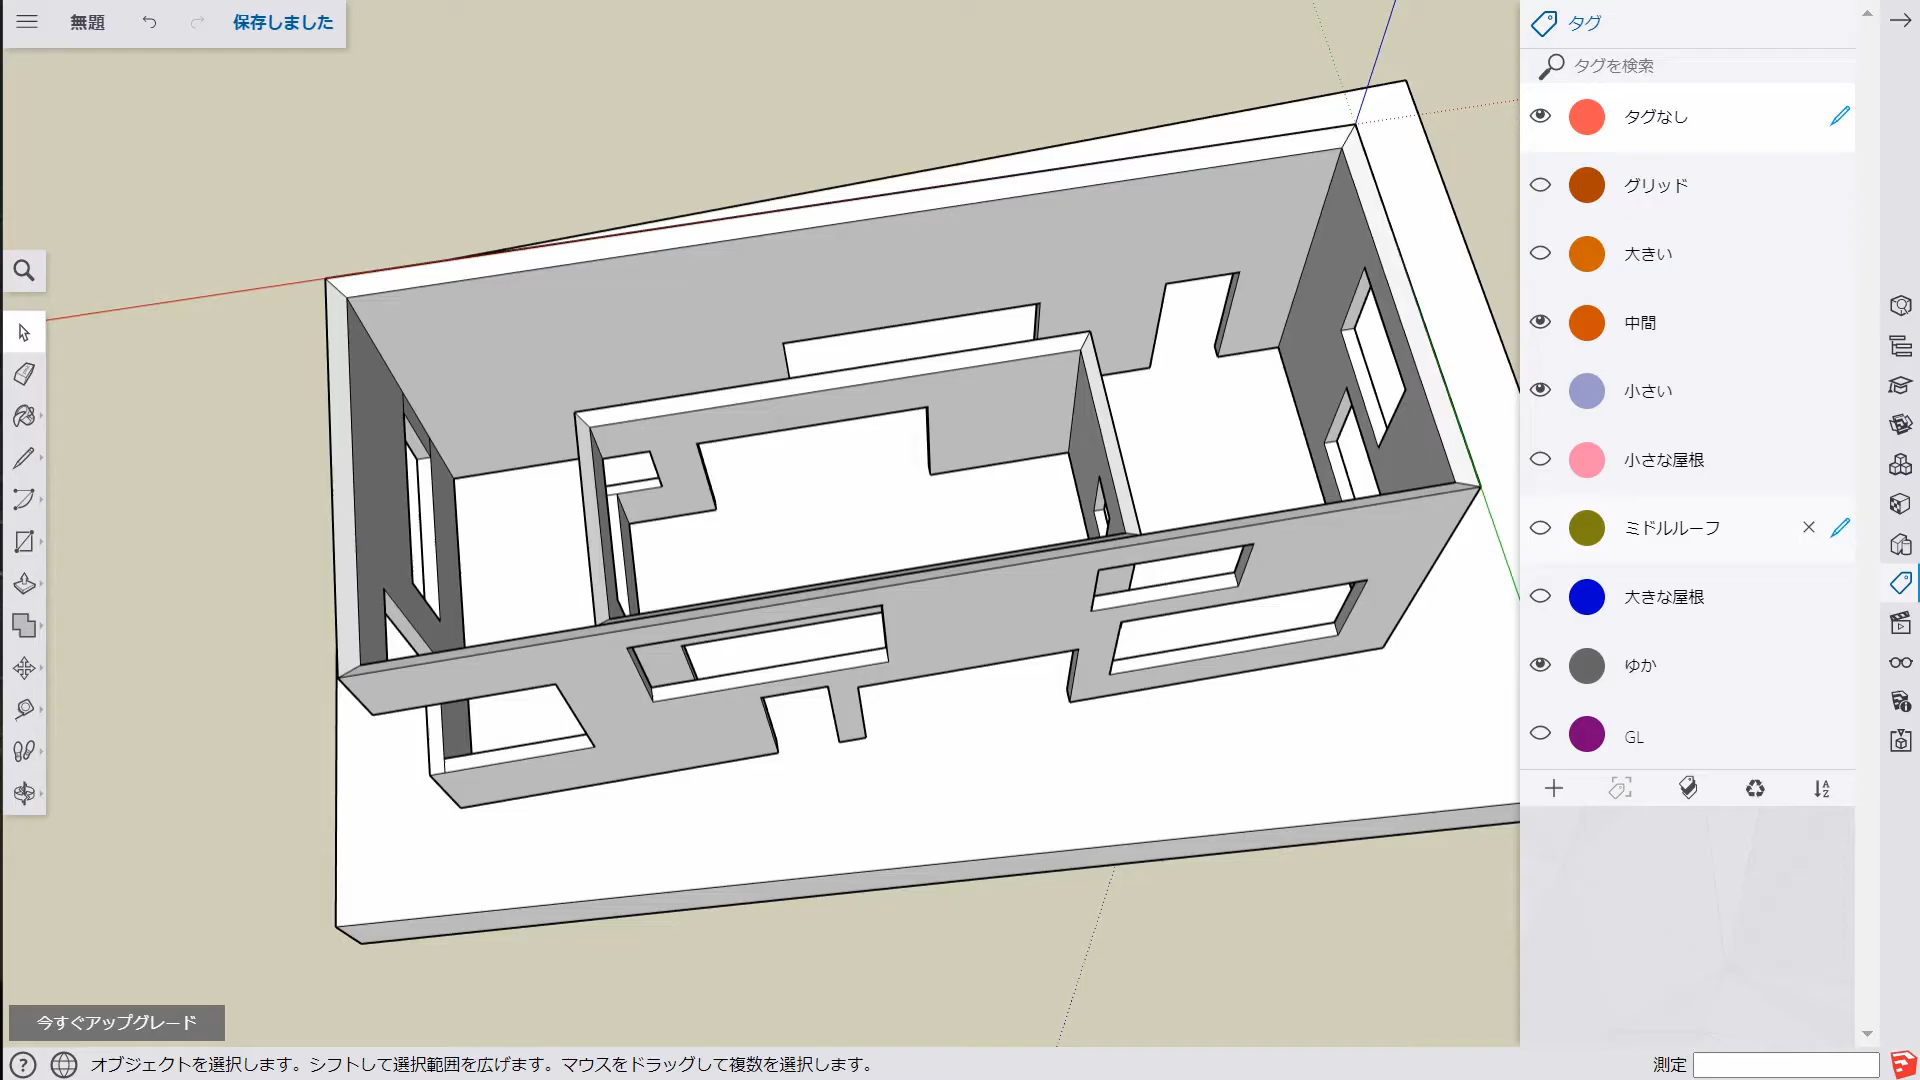 無題
保存しました
タグ
タグを検索
タグなし
グリッド
大きい
中間
小さい
小さな屋根
ミドルルーフ
大きな屋根
ゆか
GL
今すぐアップグレード
オブジェクトを選択します。シフトして選択範囲を広げます。マウスをドラッグして複数を選択します。
測定